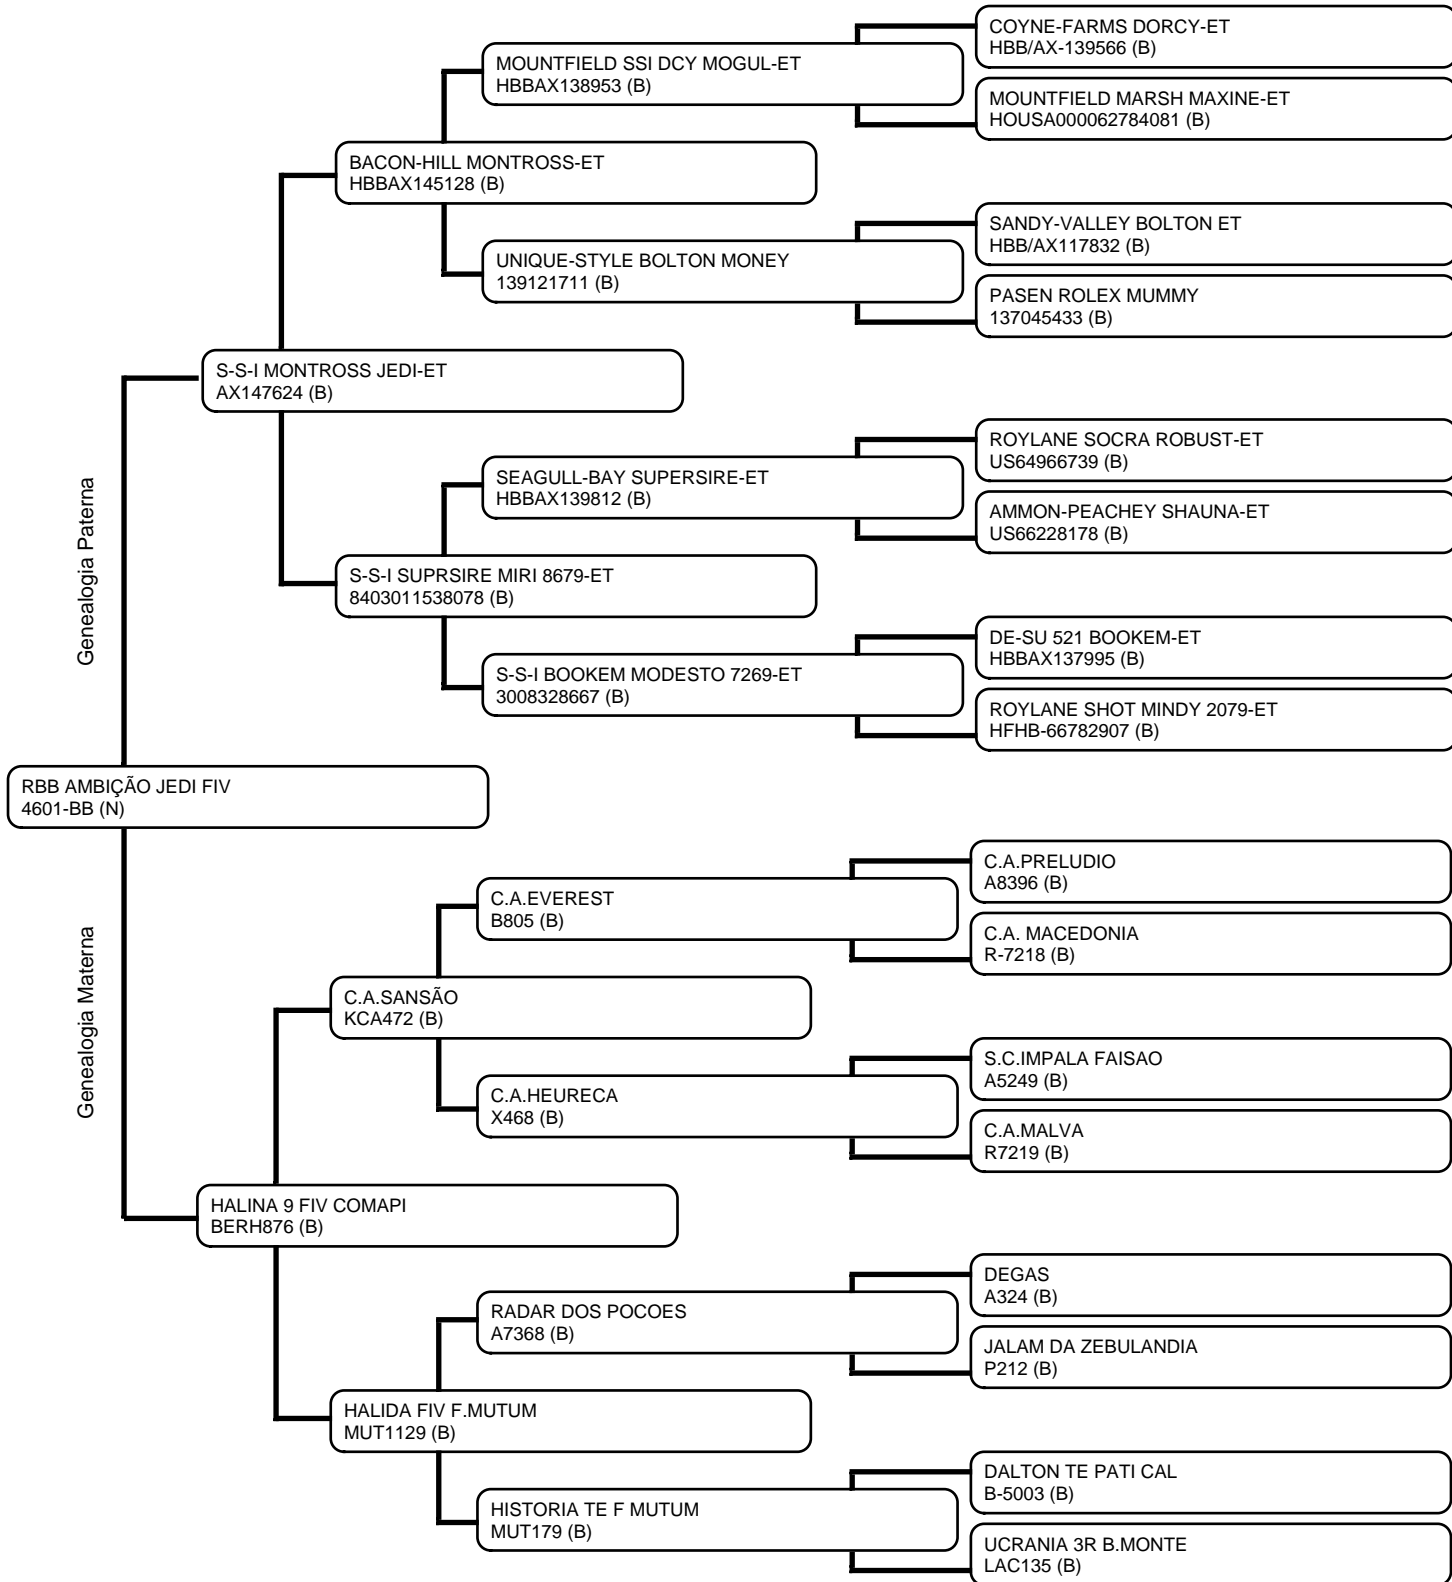 COYNE-FARMS DORCY-ET
HBB/AX-139566 (B)
MOUNTFIELD SSI DCY MOGUL-ET
HBBAX138953 (B)
MOUNTFIELD MARSH MAXINE-ET
HOUSA000062784081 (B)
BACON-HILL MONTROSS-ET
HBBAX145128 (B)
SANDY-VALLEY BOLTON ET
HBB/AX117832 (B)
UNIQUE-STYLE BOLTON MONEY
139121711 (B)
PASEN ROLEX MUMMY
137045433 (B)
S-S-I MONTROSS JEDI-ET
AX147624 (B)
ROYLANE SOCRA ROBUST-ET
US64966739 (B)
SEAGULL-BAY SUPERSIRE-ET
HBBAX139812 (B)
AMMON-PEACHEY SHAUNA-ET
US66228178 (B)
Genealogia Paterna
S-S-I SUPRSIRE MIRI 8679-ET
8403011538078 (B)
DE-SU 521 BOOKEM-ET
HBBAX137995 (B)
S-S-I BOOKEM MODESTO 7269-ET
3008328667 (B)
ROYLANE SHOT MINDY 2079-ET
HFHB-66782907 (B)
RBB AMBIÇÃO JEDI FIV
4601-BB (N)
C.A.PRELUDIO
A8396 (B)
C.A.EVEREST
B805 (B)
C.A. MACEDONIA
R-7218 (B)
Genealogia Materna
C.A.SANSÃO
KCA472 (B)
S.C.IMPALA FAISAO
A5249 (B)
C.A.HEURECA
X468 (B)
C.A.MALVA
R7219 (B)
HALINA 9 FIV COMAPI
BERH876 (B)
DEGAS
A324 (B)
RADAR DOS POCOES
A7368 (B)
JALAM DA ZEBULANDIA
P212 (B)
HALIDA FIV F.MUTUM
MUT1129 (B)
DALTON TE PATI CAL
B-5003 (B)
HISTORIA TE F MUTUM
MUT179 (B)
UCRANIA 3R B.MONTE
LAC135 (B)